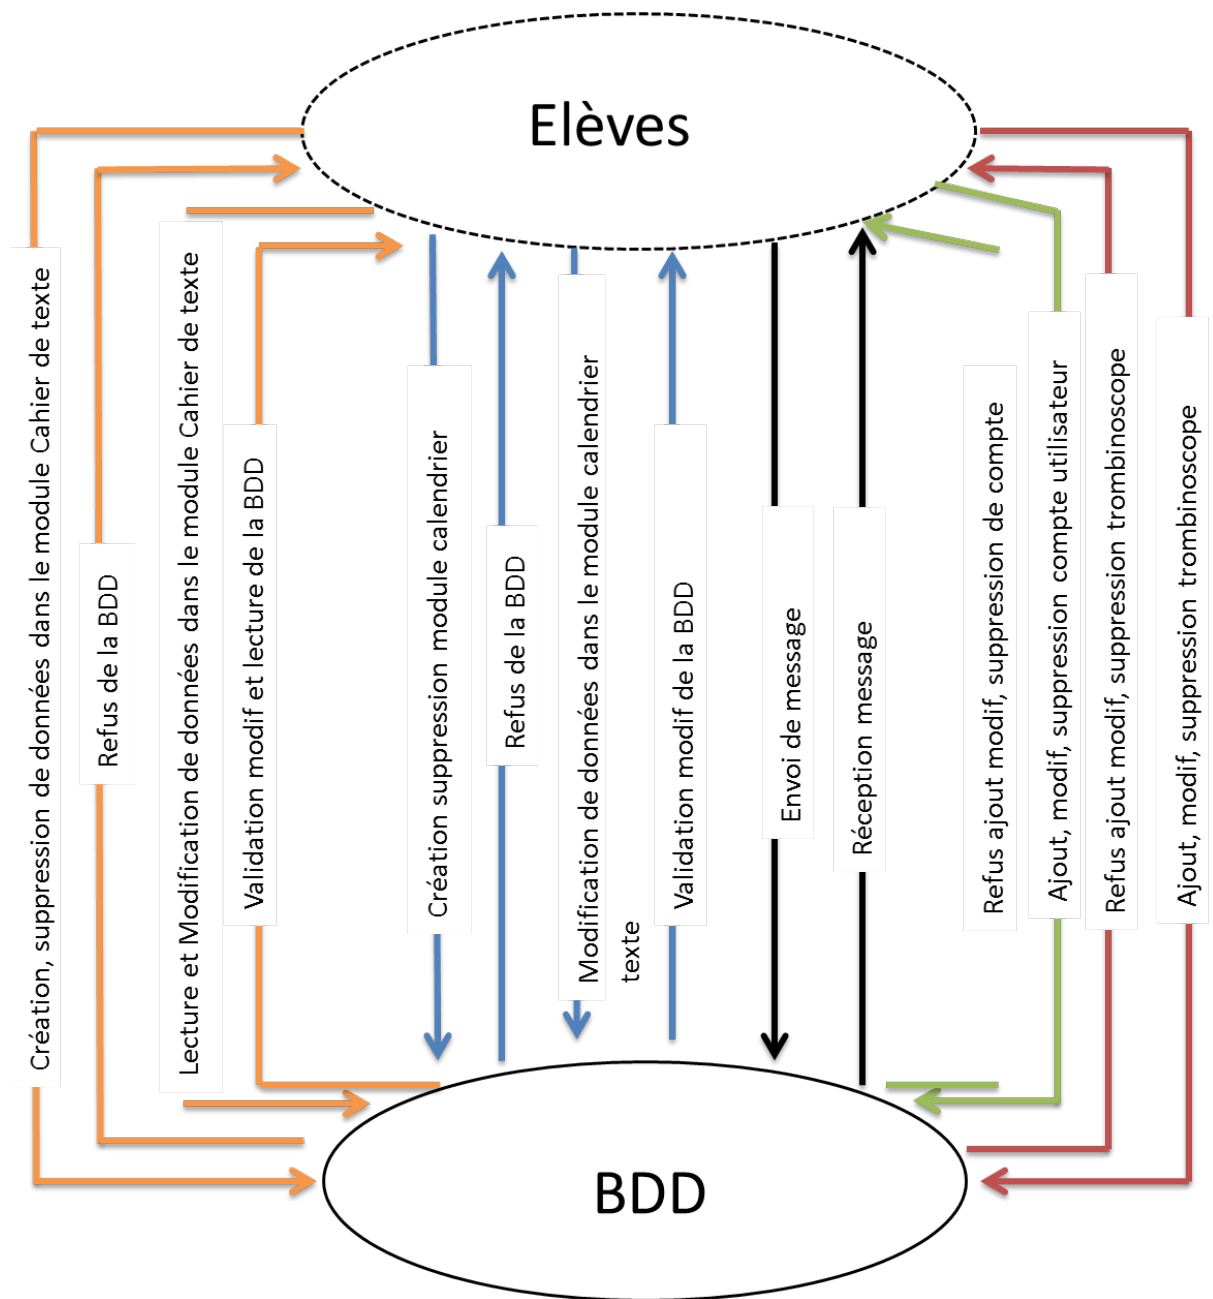 Elèves
Création, suppression de données dans le module Cahier de texte
Refus de la BDD
Lecture et Modification de données dans le module Cahier de texte
Validation modif et lecture de la BDD
Création suppression module calendrier
Refus de la BDD
Modification de données dans le module calendrier
texte
Validation modif de la BDD
Envoi de message
Réception message
Refus ajout modif, suppression de compte
Ajout, modif, suppression compte utilisateur
Refus ajout modif, suppression trombinoscope
Ajout, modif, suppression trombinoscope
BDD